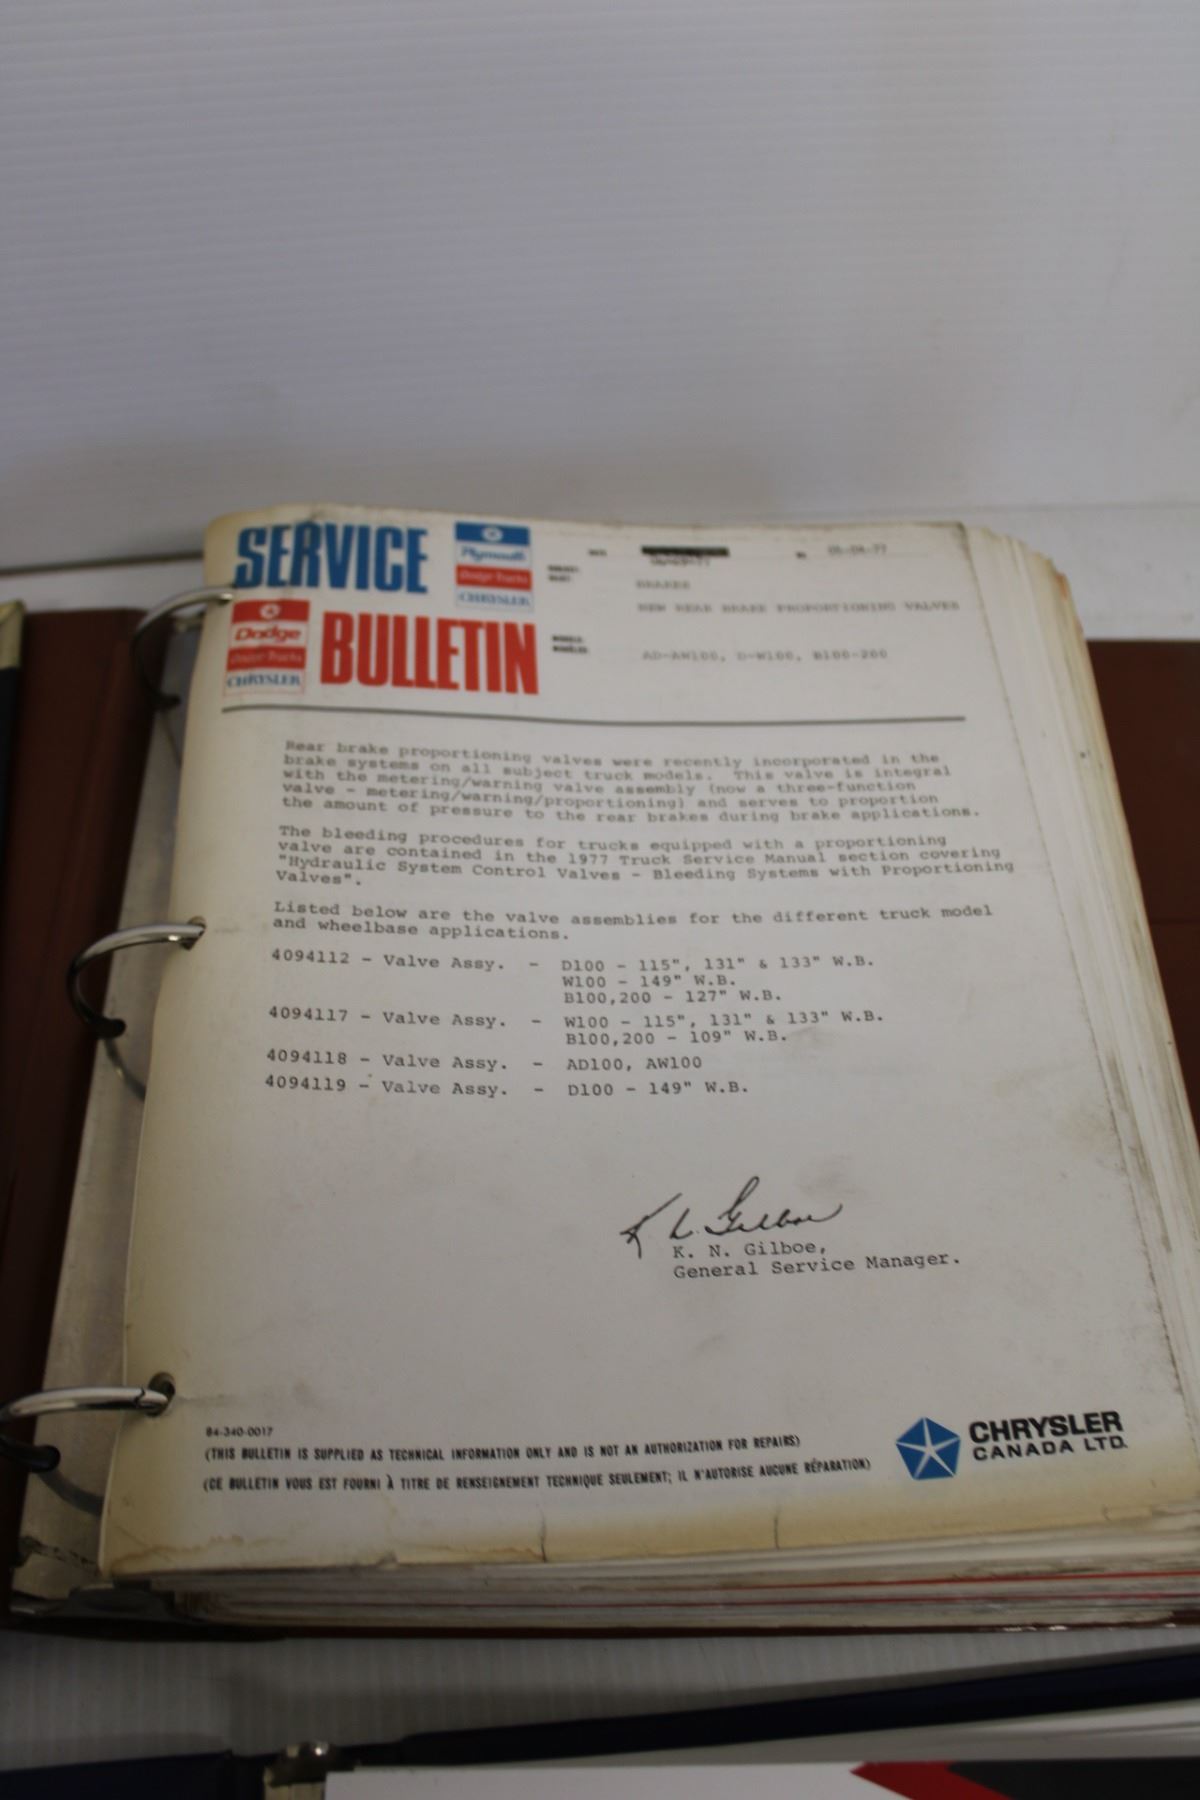 SERVICE
Plymouth
Dodge Trucks
CHRYSLER
05-04-77
BRAKES
NEW REAR BRAKE PROPORTIONING VALVES
Dodge
Dodge Trucks
CHRYSLER
BULLETIN
AD-AW100, D-W100, B100-200
Rear brake proportioning valves were recently incorporated in the
brake systems on all subject truck models. This valve is integral
with the metering/warning valve assembly (now a three-function
valve - metering/warning/proportioning) and serves to proportion
the amount of pressure to the rear brakes during brake applications.
The bleeding procedures for trucks equipped with a proportioning
valve are contained in the 1977 Truck Service Manual section covering
"Hydraulic System Control Valves - Bleeding Systems with Proportioning
Valves".
Listed below are the valve assemblies for the different truck model
and wheelbase applications.
4094112 - Valve Assy. - D100 - 115", 131" & 133" W.B.
W100 - 149" W.B.
B100,200 - 127" W.B.
4094117 - Valve Assy. - W100 - 115", 131" & 133" W.B.
B100,200 - 109" W.B.
4094118 - Valve Assy. - AD100, AW100
4094119 - Valve Assy. - D100 - 149" W.B.
K. N. Gilboe,
General Service Manager.
84-340-0017
(THIS BULLETIN IS SUPPLIED AS TECHNICAL INFORMATION ONLY AND IS NOT AN AUTHORIZATION FOR REPAIRS)
(CE BULLETIN VOUS EST FOURNI À TITRE DE RENSEIGNEMENT TECHNIQUE SEULEMENT; IL N'AUTORISE AUCUNE RÉPARATION)
CHRYSLER
CANADA LTD.